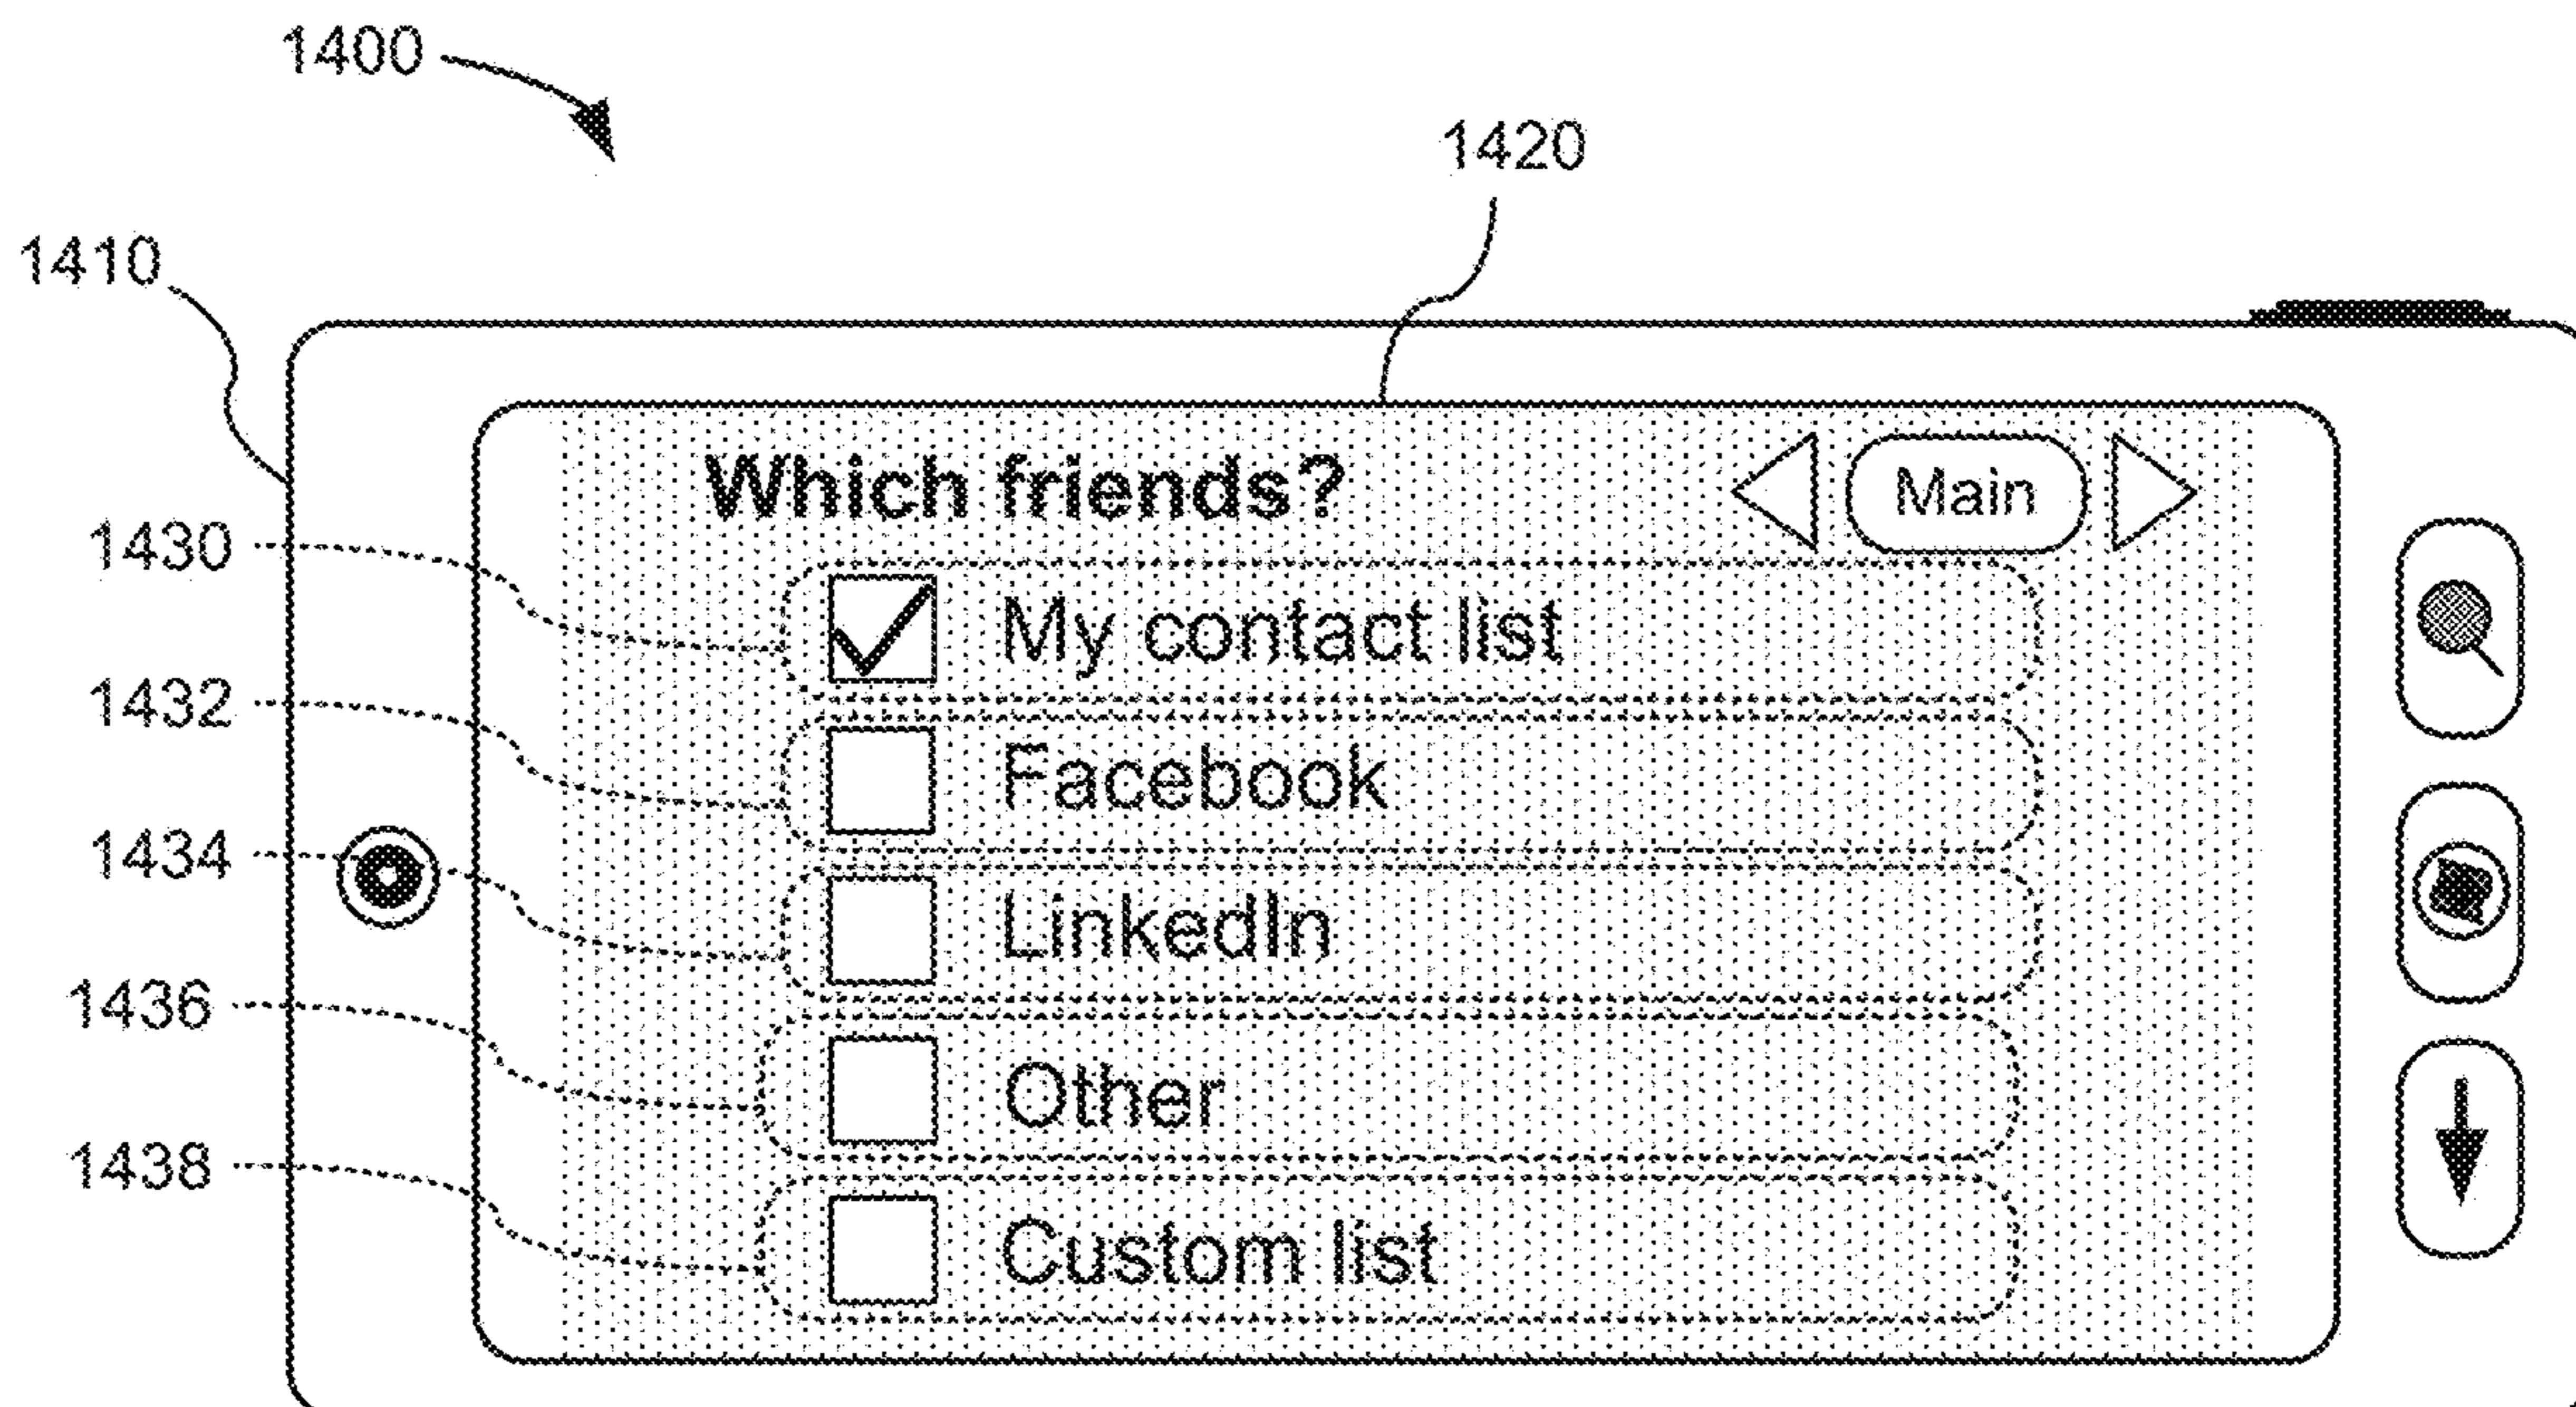 1400
1420
1410
Which friends? Main
1430 My contact list
1432 Facebook
1434 LinkedIn
1436 Other
1438 Custom list